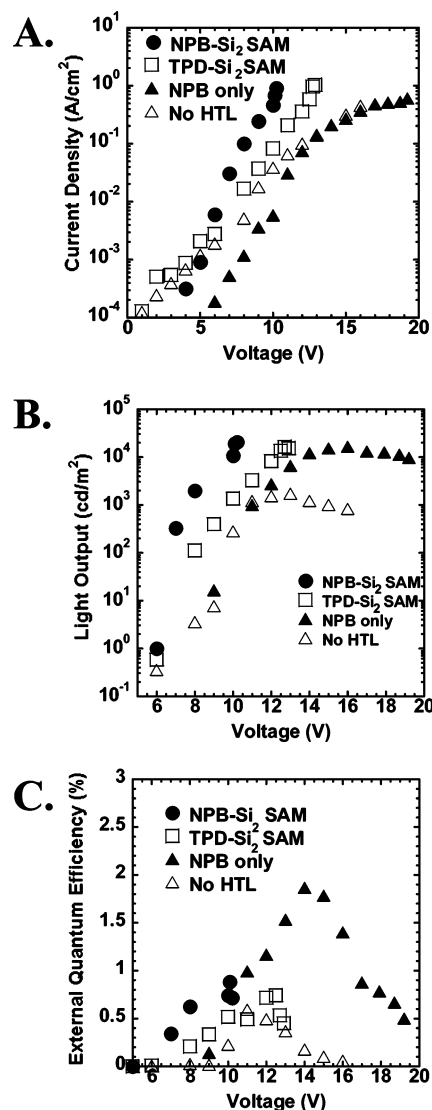 A.
NPB-Si2 SAM
TPD-Si2 SAM
NPB only
No HTL
Current Density (A/cm2)
10^1
10^0
10^-1
10^-2
10^-3
10^-4
0 5 10 15 20
Voltage (V)
B.
Light Output (cd/m2)
10^5
10^4
10^3
10^2
10^1
10^0
10^-1
NPB-Si2 SAM
TPD-Si2 SAM
NPB only
No HTL
6 8 10 12 14 16 18 20
Voltage (V)
C.
External Quantum Efficiency (%)
3
2.5
2
1.5
1
0.5
0
NPB-Si2 SAM
TPD-Si2 SAM
NPB only
No HTL
6 8 10 12 14 16 18 20
Voltage (V)